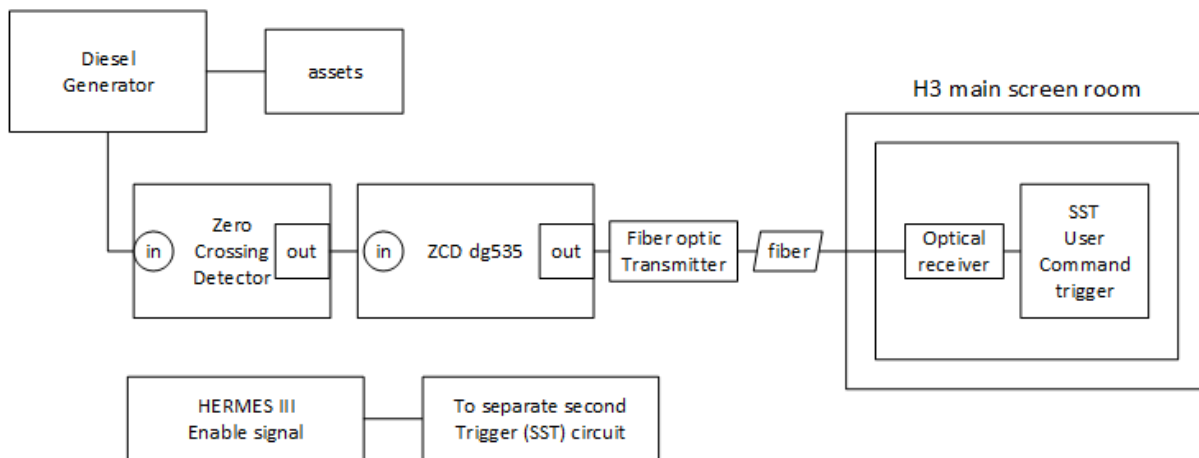 Diesel
Generator
assets
H3 main screen room
in
Zero
Crossing
Detector
out
in
ZCD dg535
out
Fiber optic
Transmitter
fiber
Optical
receiver
SST
User
Command
trigger
HERMES III
Enable signal
To separate second
Trigger (SST) circuit